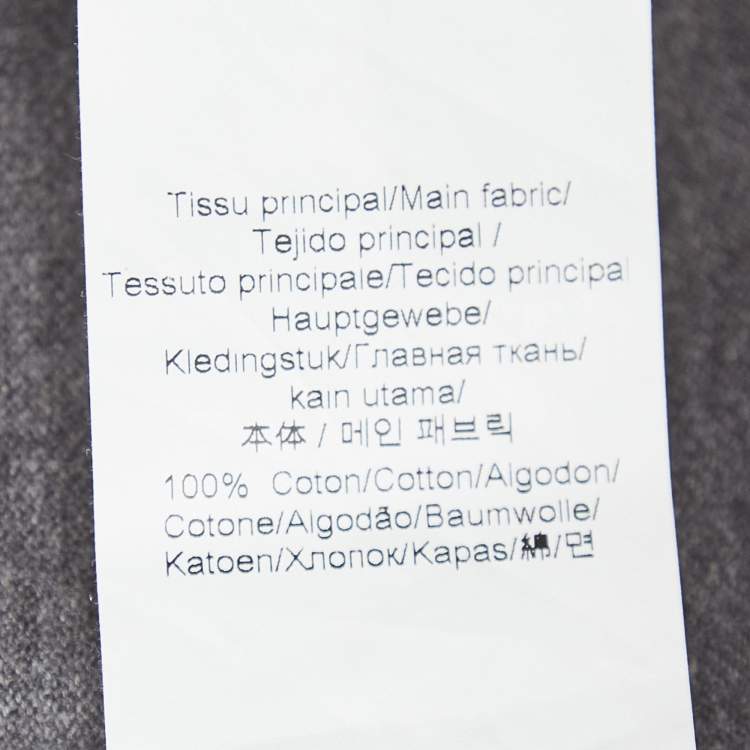 Tissu principal/Main fabric/
Tejido principal /
Tessuto principale/Tecido principal
Hauptgewebe/
Kledingstuk/Главная ткань/
kain utama/
本体 / 메인 패브릭
100% Coton/Cotton/Algodon/
Cotone/Algodão/Baumwolle/
Katoen/Хлопок/Kapas/綿/면